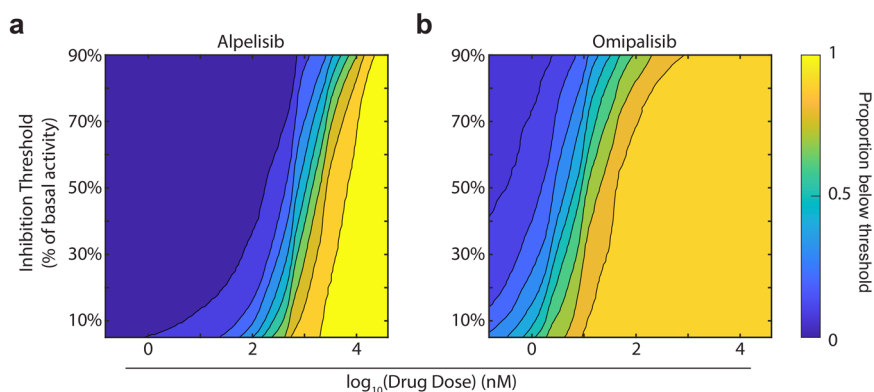 a
Alpelisib
b
Omipalisib
Inhibition Threshold
(% of basal activity)
90%
70%
50%
30%
10%
0
2
4
90%
70%
50%
30%
10%
0
2
4
log10(Drug Dose) (nM)
1
0.5
0
Proportion below threshold